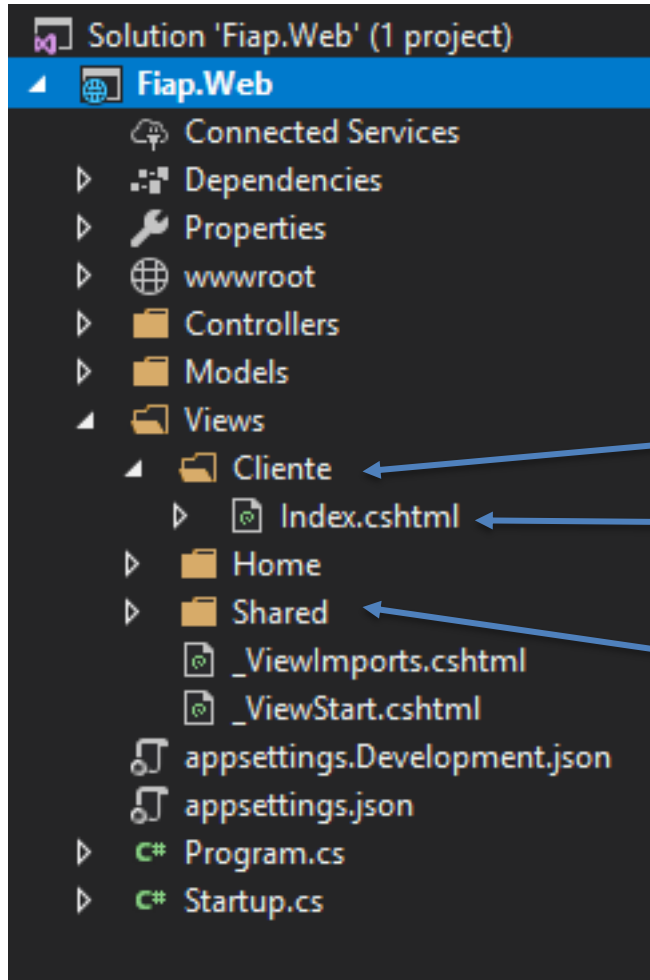 Solution 'Fiap.Web' (1 project)
Fiap.Web
Connected Services
Dependencies
Properties
wwwroot
Controllers
Models
Views
Cliente
Index.cshtml
Home
Shared
_ViewImports.cshtml
_ViewStart.cshtml
appsettings.Development.json
appsettings.json
C# Program.cs
C# Startup.cs